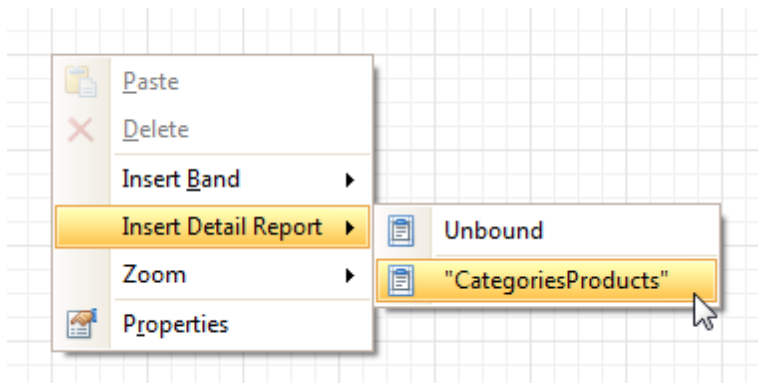 Paste
Delete
Insert Band
Insert Detail Report
Zoom
Properties
Unbound
"CategoriesProducts"